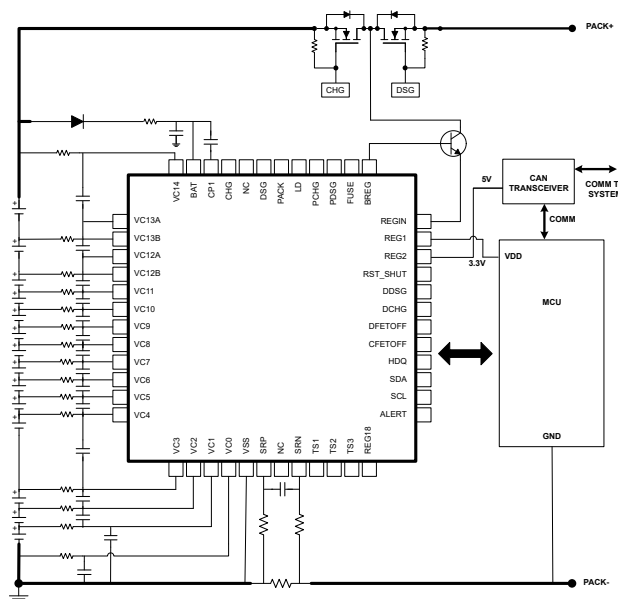 PACK+
CHG
DSG
VC14
BAT
CP1
CHG
NC
DSG
PACK
LD
PCHG
PDSG
FUSE
BREG
5V
CAN
TRANSCEIVER
COMM T
SYSTEM
COMM
VC13A
VC13B
VC12A
VC12B
VC11
VC10
VC9
VC8
VC7
VC6
VC5
VC4
REGIN
REG1
REG2
RST_SHUT
DDSG
DCHG
DFETOFF
CFETOFF
HDQ
SDA
SCL
ALERT
3.3V
VDD
MCU
GND
VC3
VC2
VC1
VC0
VSS
SRP
NC
SRN
TS1
TS2
TS3
REG18
PACK-